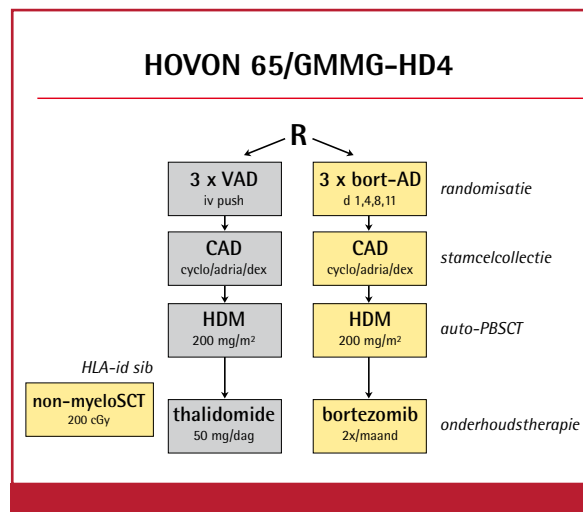 HOVON 65/GMMG-HD4
R
3 x VAD
iv push
3 x bort-AD
d 1,4,8,11
randomisatie
CAD
cyclo/adria/dex
CAD
cyclo/adria/dex
stamcelcollectie
HDM
200 mg/m²
HDM
200 mg/m²
auto-PBSCT
HLA-id sib
non-myeloSCT
200 cGy
thalidomide
50 mg/dag
bortezomib
2x/maand
onderhoudstherapie